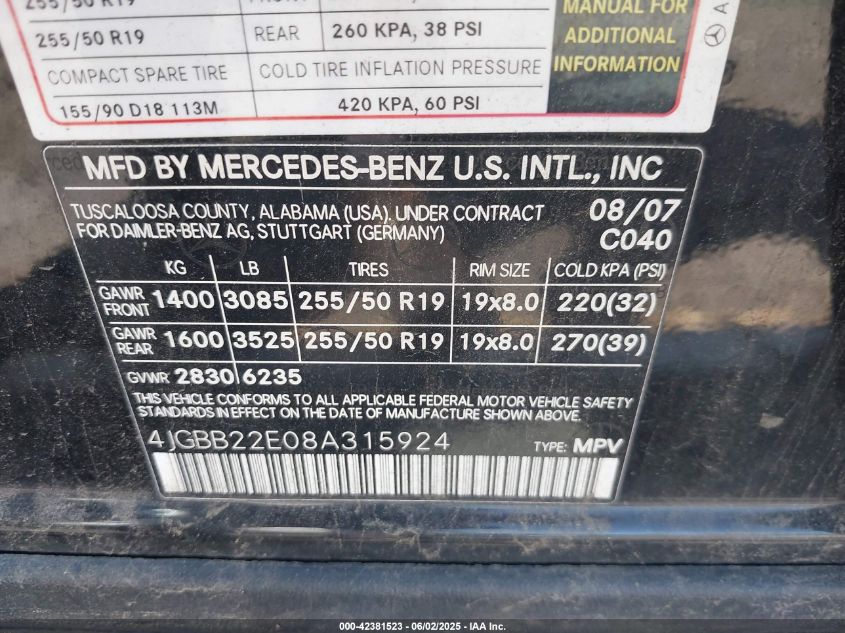 255/50 R19
MANUAL FOR
255/50 R19 REAR 260 KPA, 38 PSI
ADDITIONAL
COMPACT SPARE TIRE COLD TIRE INFLATION PRESSURE
INFORMATION
155/90 D18 113M 420 KPA, 60 PSI
MFD BY MERCEDES-BENZ U.S. INTL., INC
TUSCALOOSA COUNTY, ALABAMA (USA), UNDER CONTRACT 08/07
FOR DAIMLER-BENZ AG, STUTTGART (GERMANY) C040
KG LB TIRES RIM SIZE COLD KPA (PSI)
GAWR FRONT 1400 3085 255/50 R19 19x8.0 220(32)
GAWR REAR 1600 3525 255/50 R19 19x8.0 270(39)
GVWR 2830 6235
THIS VEHICLE CONFORMS TO ALL APPLICABLE FEDERAL MOTOR VEHICLE SAFETY
STANDARDS IN EFFECT ON THE DATE OF MANUFACTURE SHOWN ABOVE.
4JGBB22E08A315924 TYPE: MPV
000-42381523 - 06/02/2025 - IAA Inc.